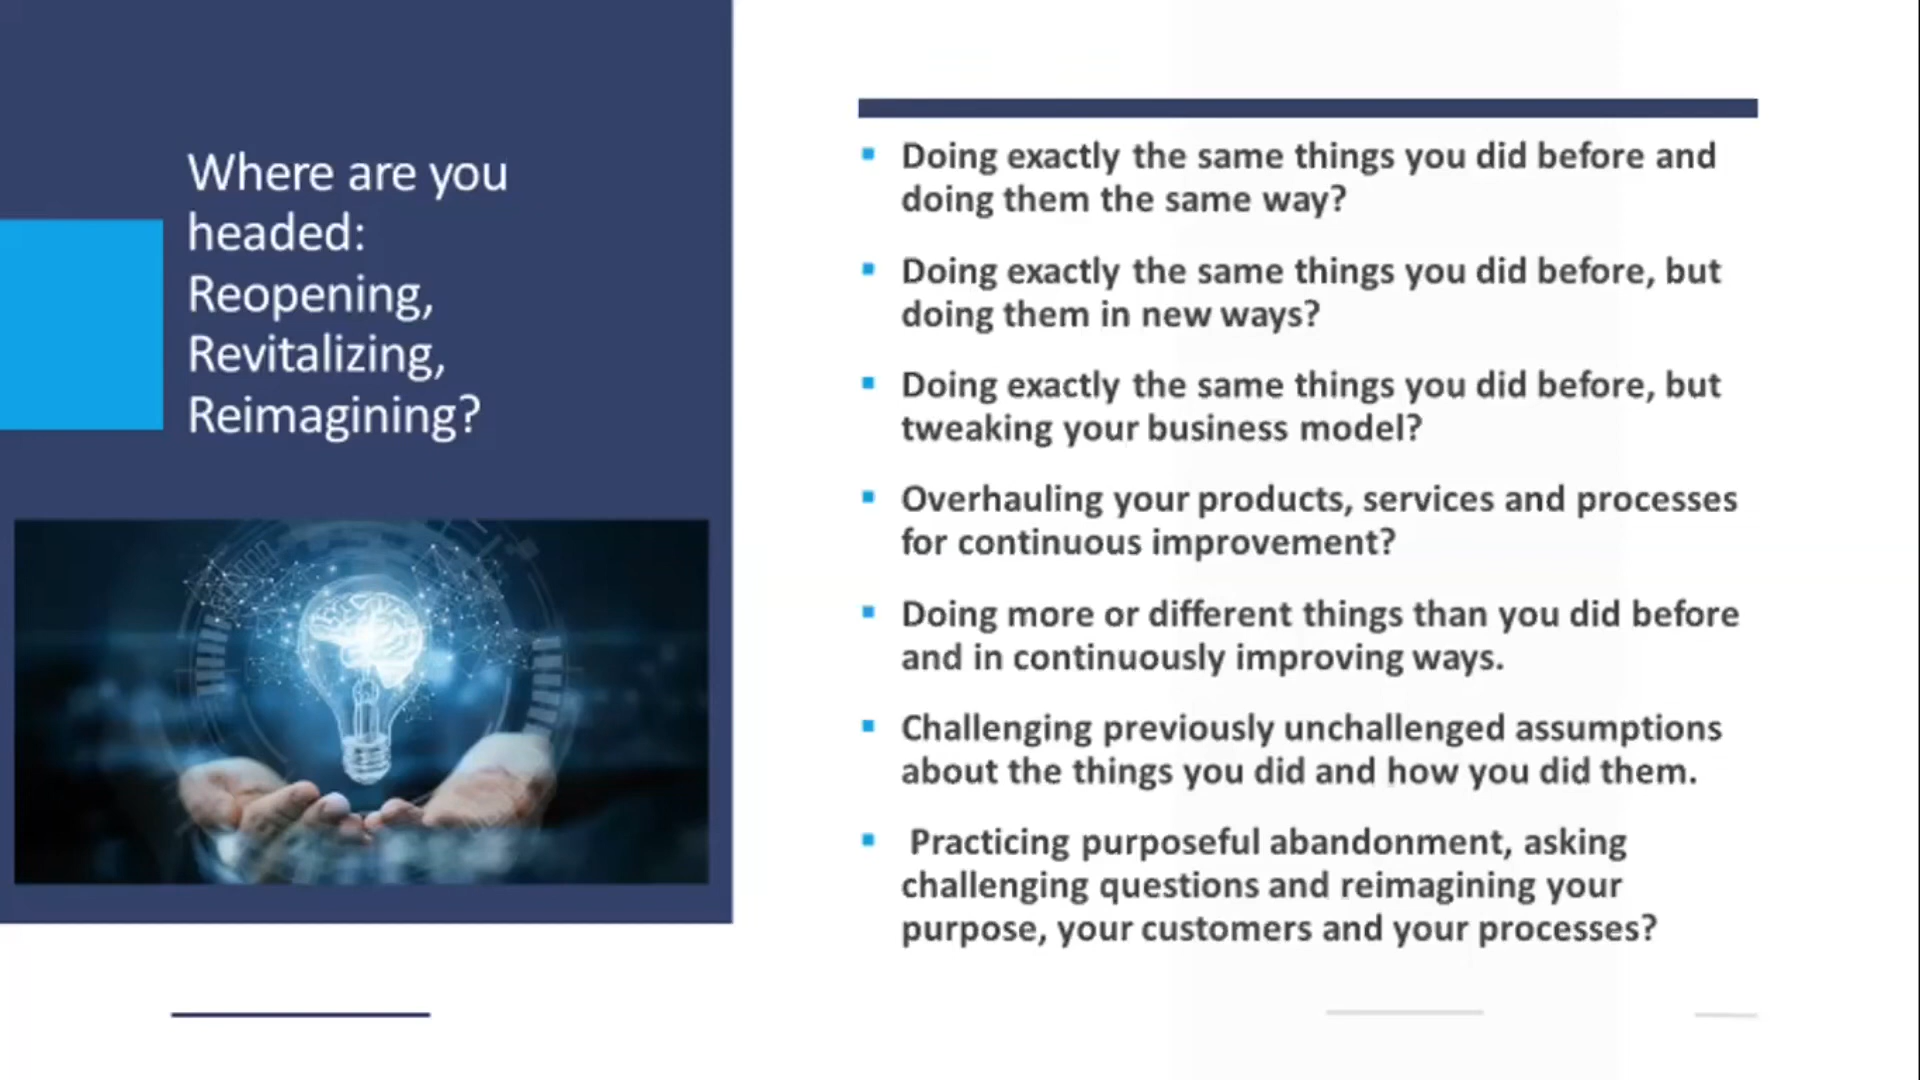 Where are you
headed:
Reopening,
Revitalizing,
Reimagining?
Doing exactly the same things you did before and
doing them the same way?
Doing exactly the same things you did before, but
doing them in new ways?
Doing exactly the same things you did before, but
tweaking your business model?
Overhauling your products, services and processes
for continuous improvement?
Doing more or different things than you did before
and in continuously improving ways.
Challenging previously unchallenged assumptions
about the things you did and how you did them.
Practicing purposeful abandonment, asking
challenging questions and reimagining your
purpose, your customers and your processes?